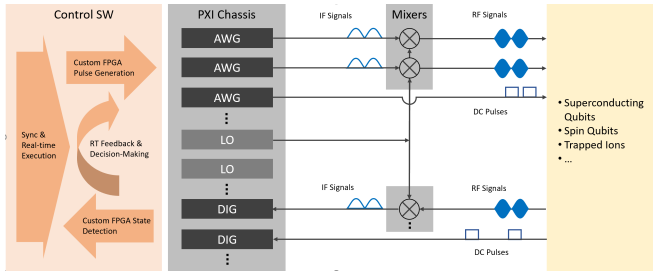 Control SW
Custom FPGA
Pulse Generation
Sync &
Real-time
Execution
RT Feedback &
Decision-Making
Custom FPGA State
Detection
PXI Chassis
AWG
AWG
AWG
LO
LO
DIG
DIG
IF Signals
Mixers
RF Signals
DC Pulses
IF Signals
RF Signals
DC Pulses
• Superconducting
Qubits
• Spin Qubits
• Trapped Ions
• ...